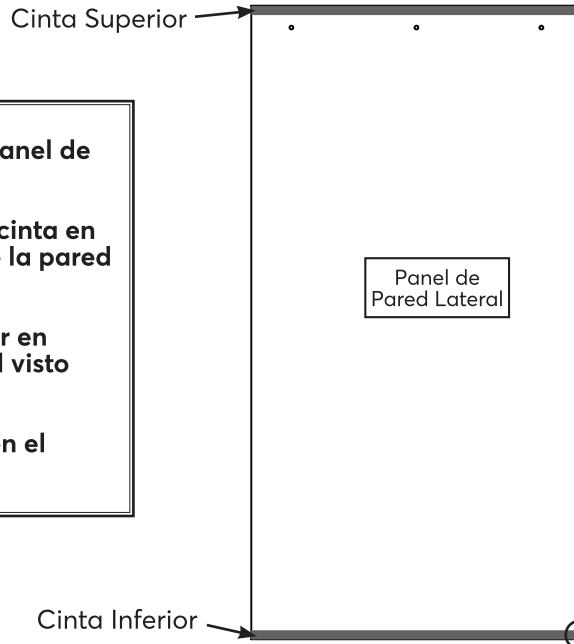 Cinta Superior
anel de
cinta en
la pared
r en
visto
n el
Panel de
Pared Lateral
Cinta Inferior